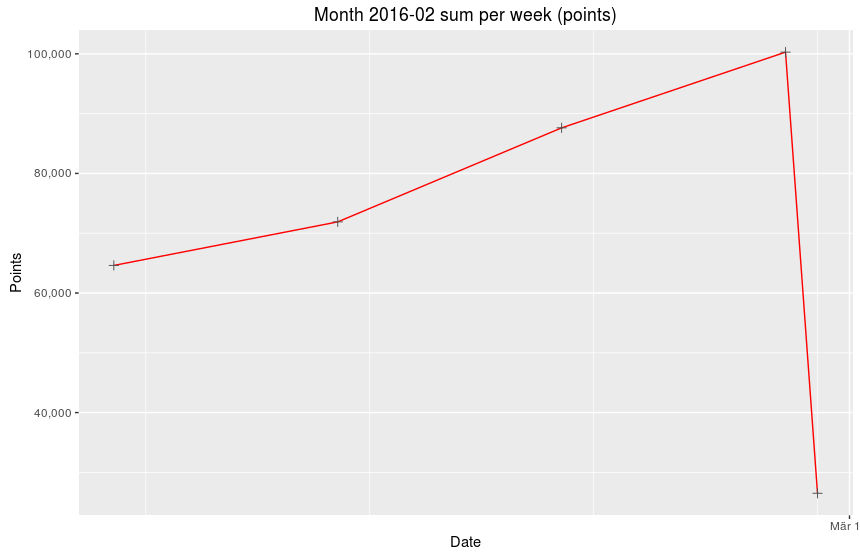 Month 2016-02 sum per week (points)
100,000
80,000
60,000
40,000
Points
Mär 1
Date